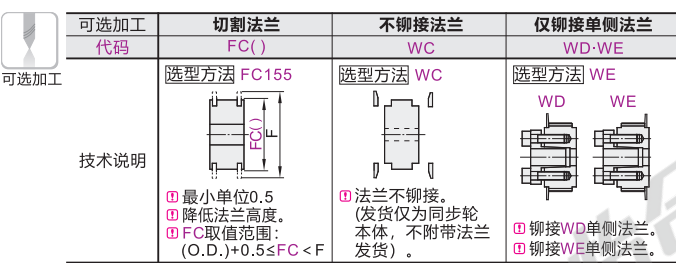 可选加工
可选加工 切割法兰 不铆接法兰 仅铆接单侧法兰
代码 FC( ) WC WD·WE
技术说明
选型方法 FC155
FC( )
F
最小单位0.5
降低法兰高度。
FC取值范围：
(O.D.)+0.5≤FC<F
选型方法 WC
法兰不铆接。
(发货仅为同步轮
本体，不附带法兰
发货）。
选型方法 WE
WD WE
铆接WD单侧法兰。
铆接WE单侧法兰。